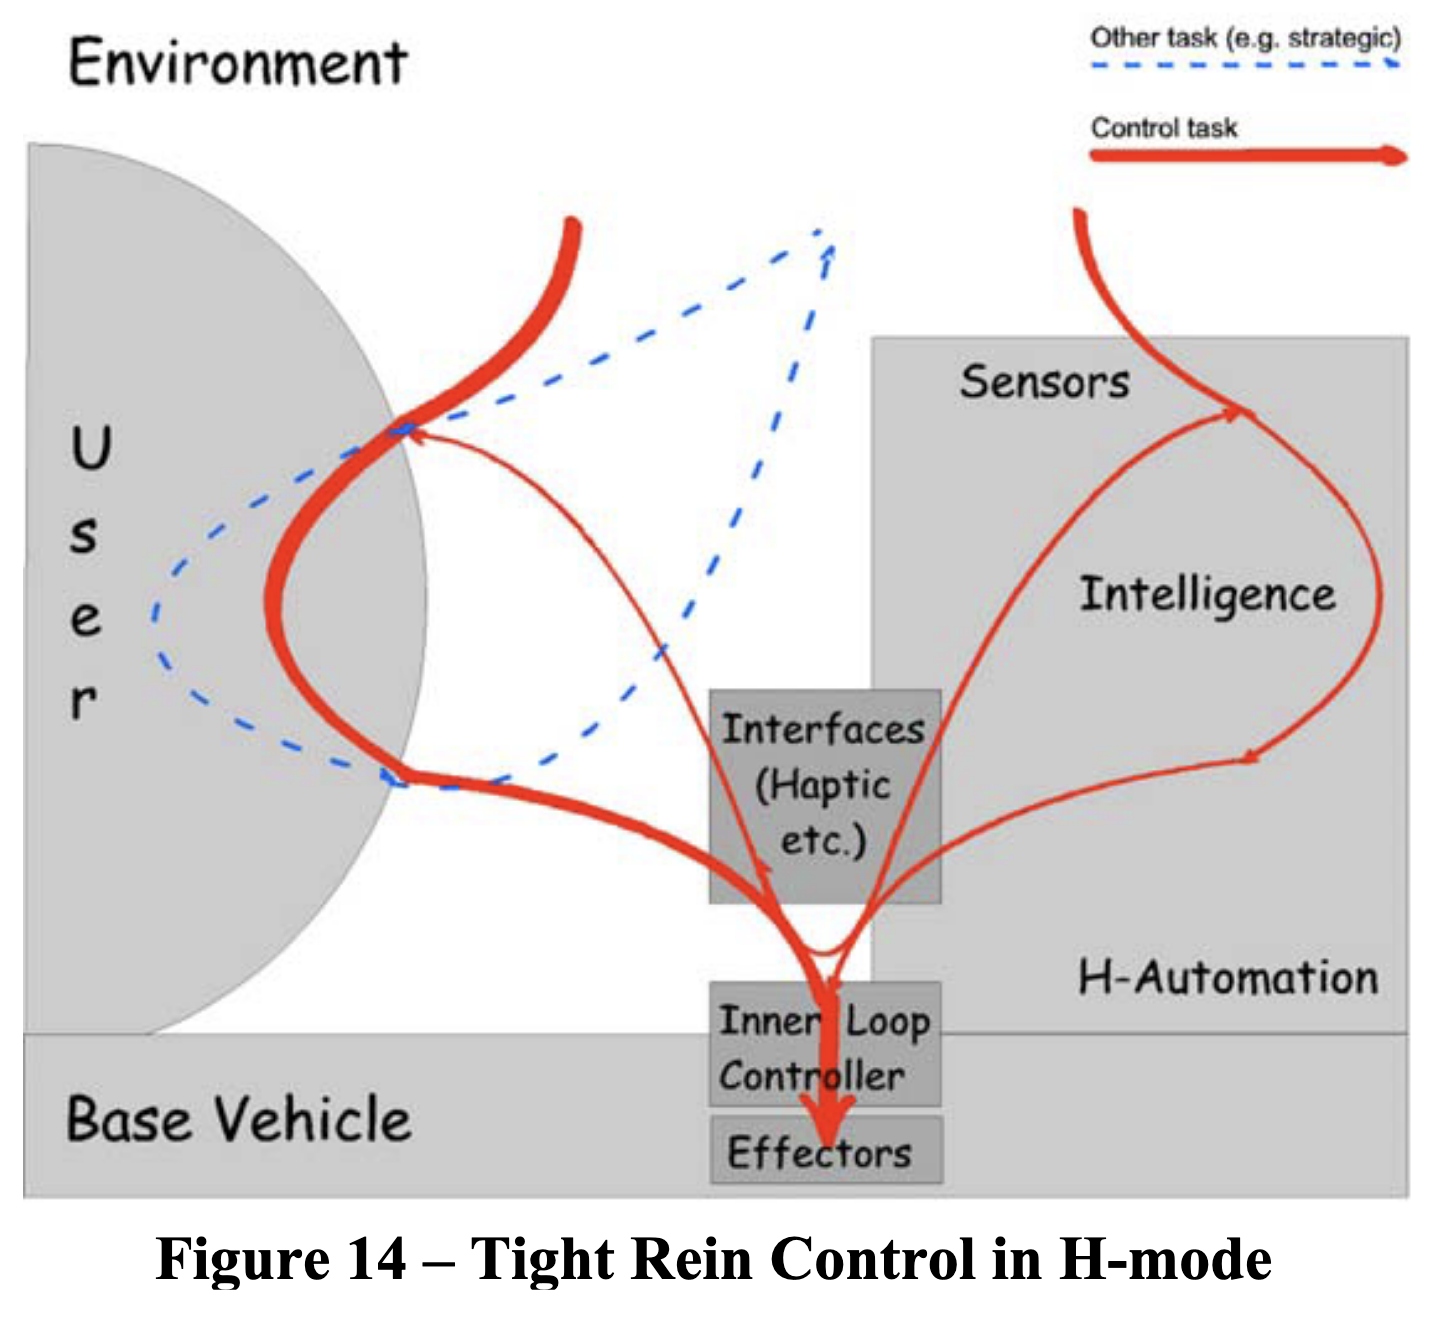 Environment
Other task (e.g. strategic)
Control task
User
Sensors
Intelligence
Interfaces
(Haptic
etc.)
H-Automation
Inner Loop
Controller
Base Vehicle
Effectors
Figure 14 – Tight Rein Control in H-mode